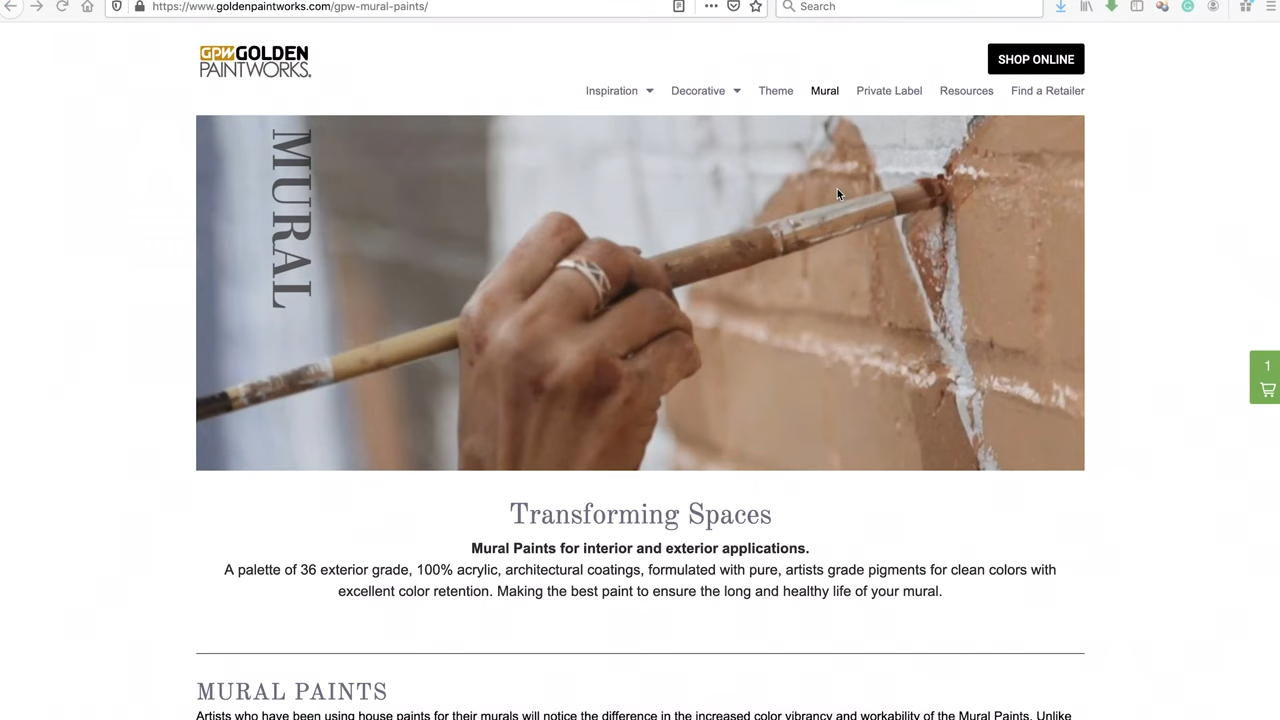 https://www.goldenpaintworks.com/gpw-mural-paints/
Search
GPW GOLDEN
PAINTWORKS.
SHOP ONLINE
Inspiration Decorative Theme Mural Private Label Resources Find a Retailer
MURAL
1
Transforming Spaces
Mural Paints for interior and exterior applications.
A palette of 36 exterior grade, 100% acrylic, architectural coatings, formulated with pure, artists grade pigments for clean colors with
excellent color retention. Making the best paint to ensure the long and healthy life of your mural.
MURAL PAINTS
Artists who have been using house paints for their murals will notice the difference in the increased color vibrancy and workability of the Mural Paints. Unlike